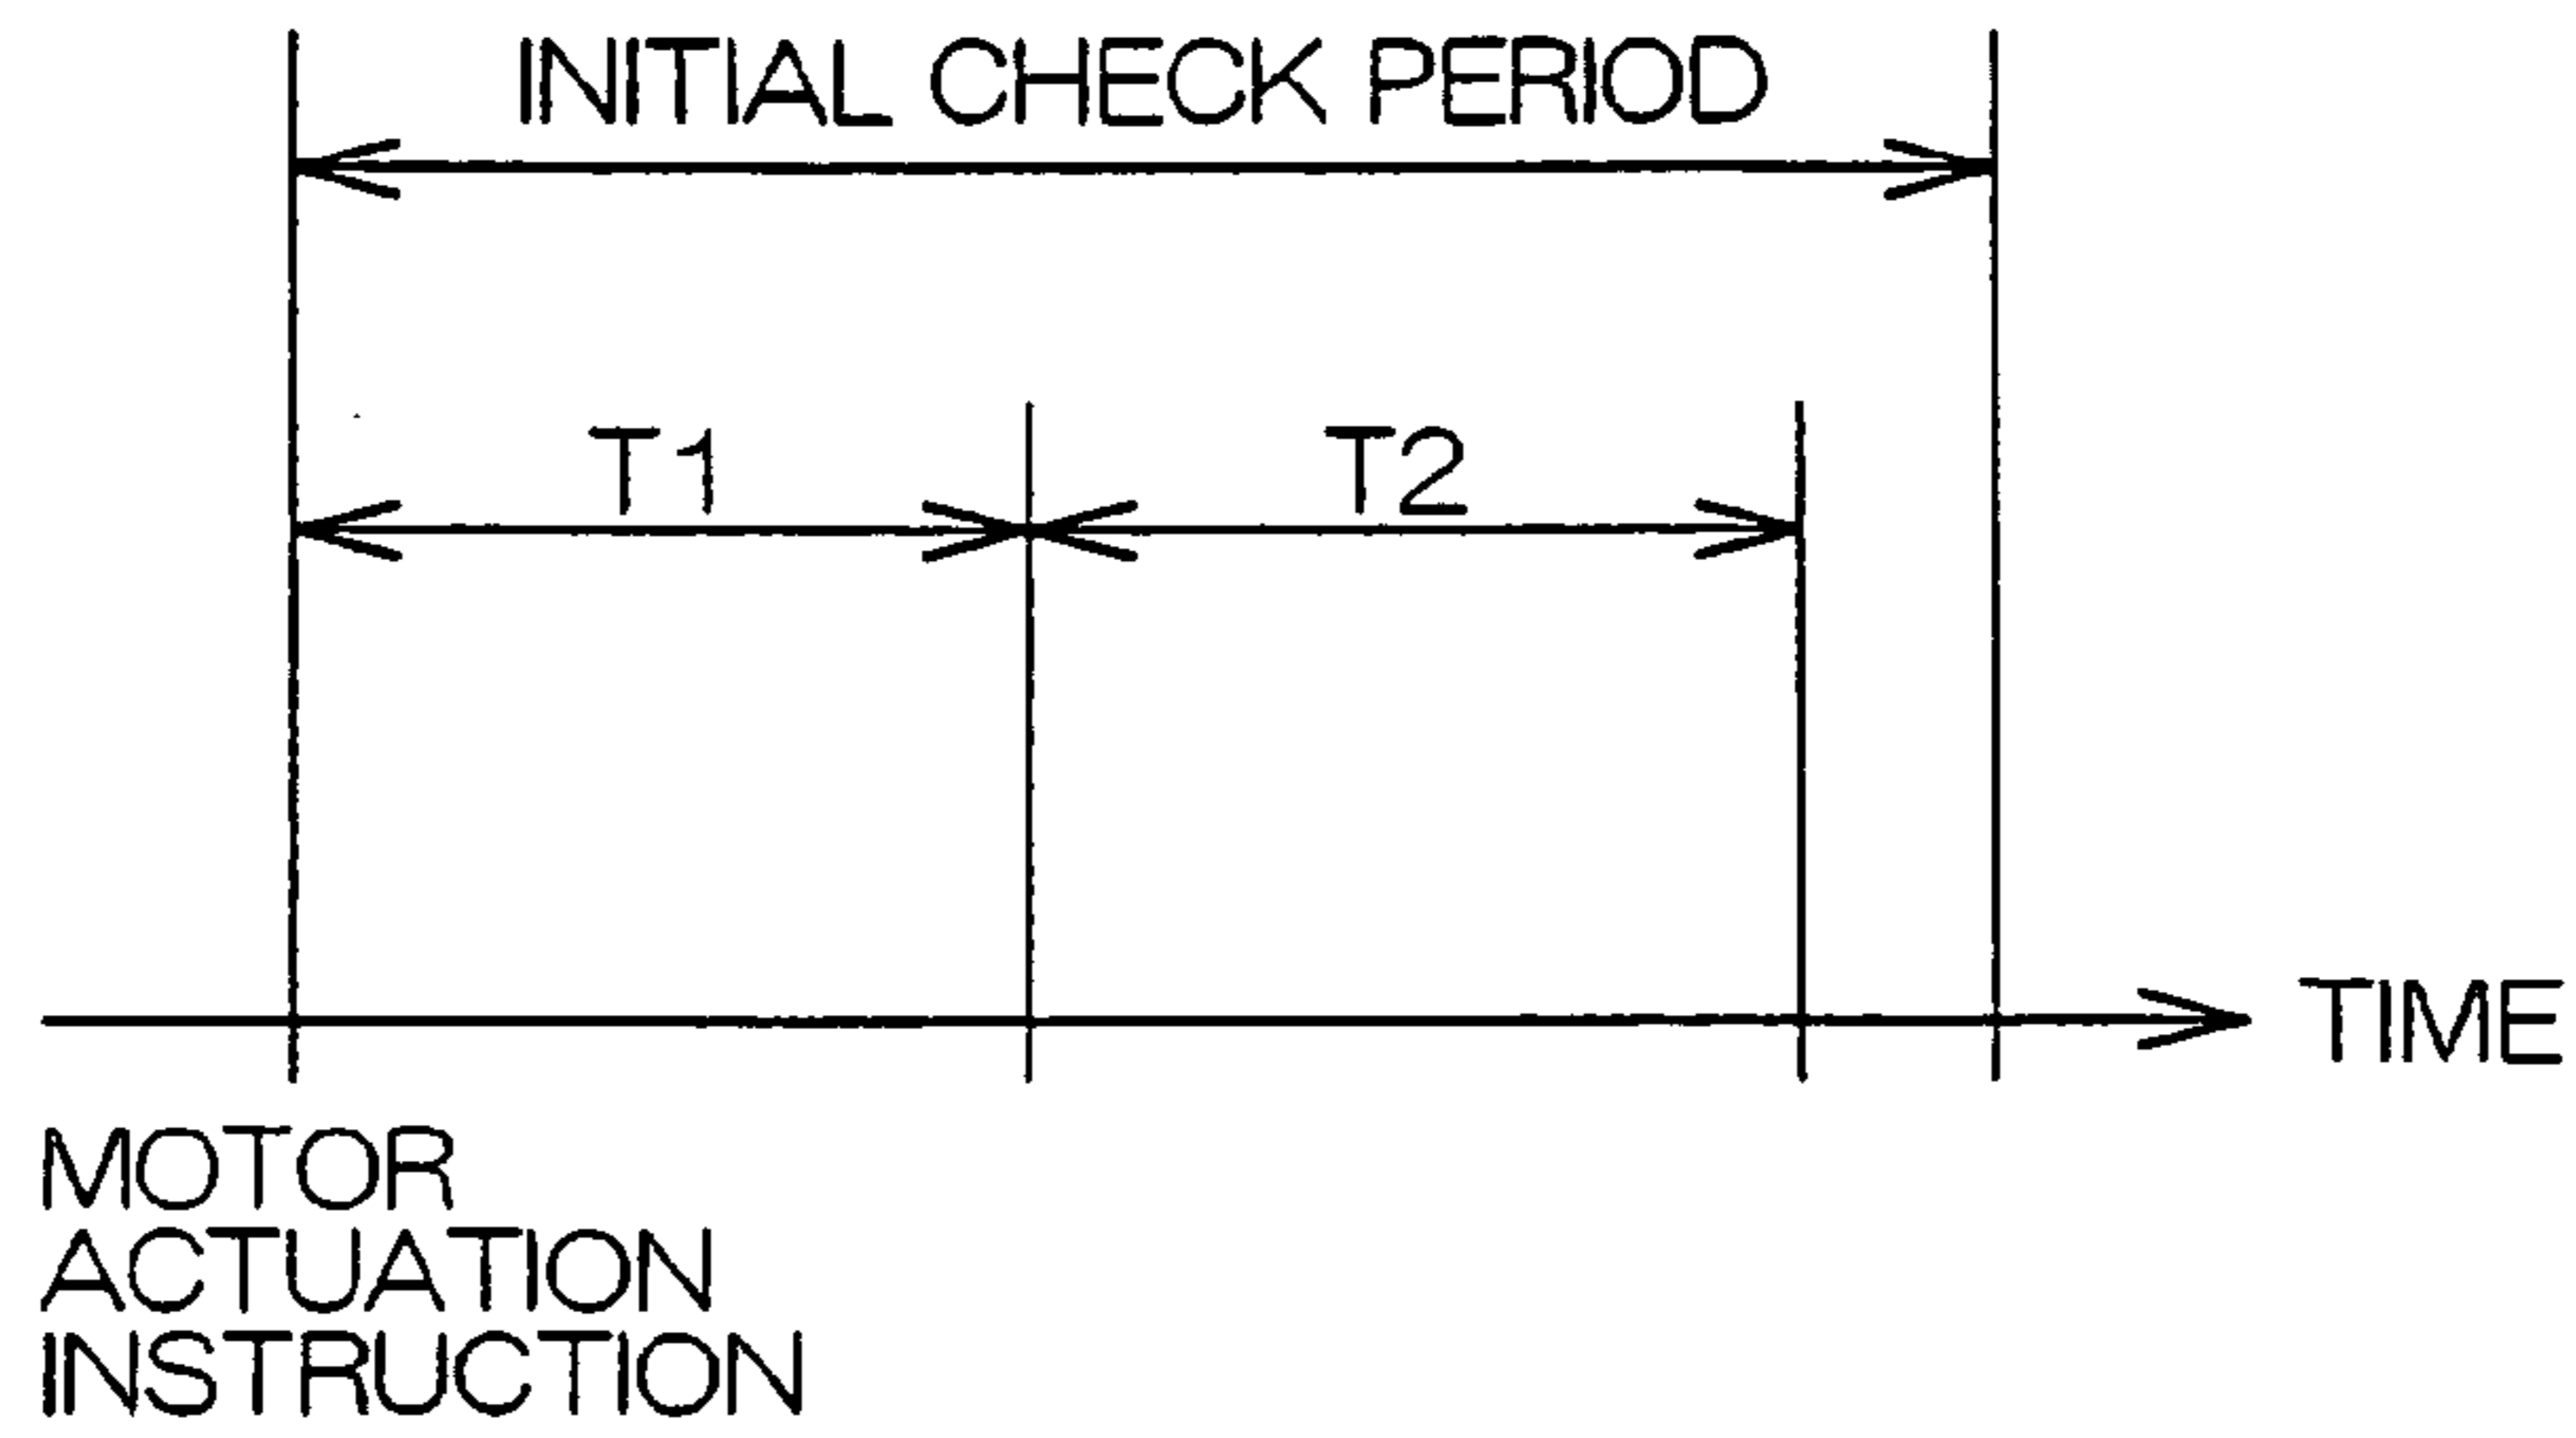 INITIAL CHECK PERIOD
T1
T2
TIME
MOTOR
ACTUATION
INSTRUCTION